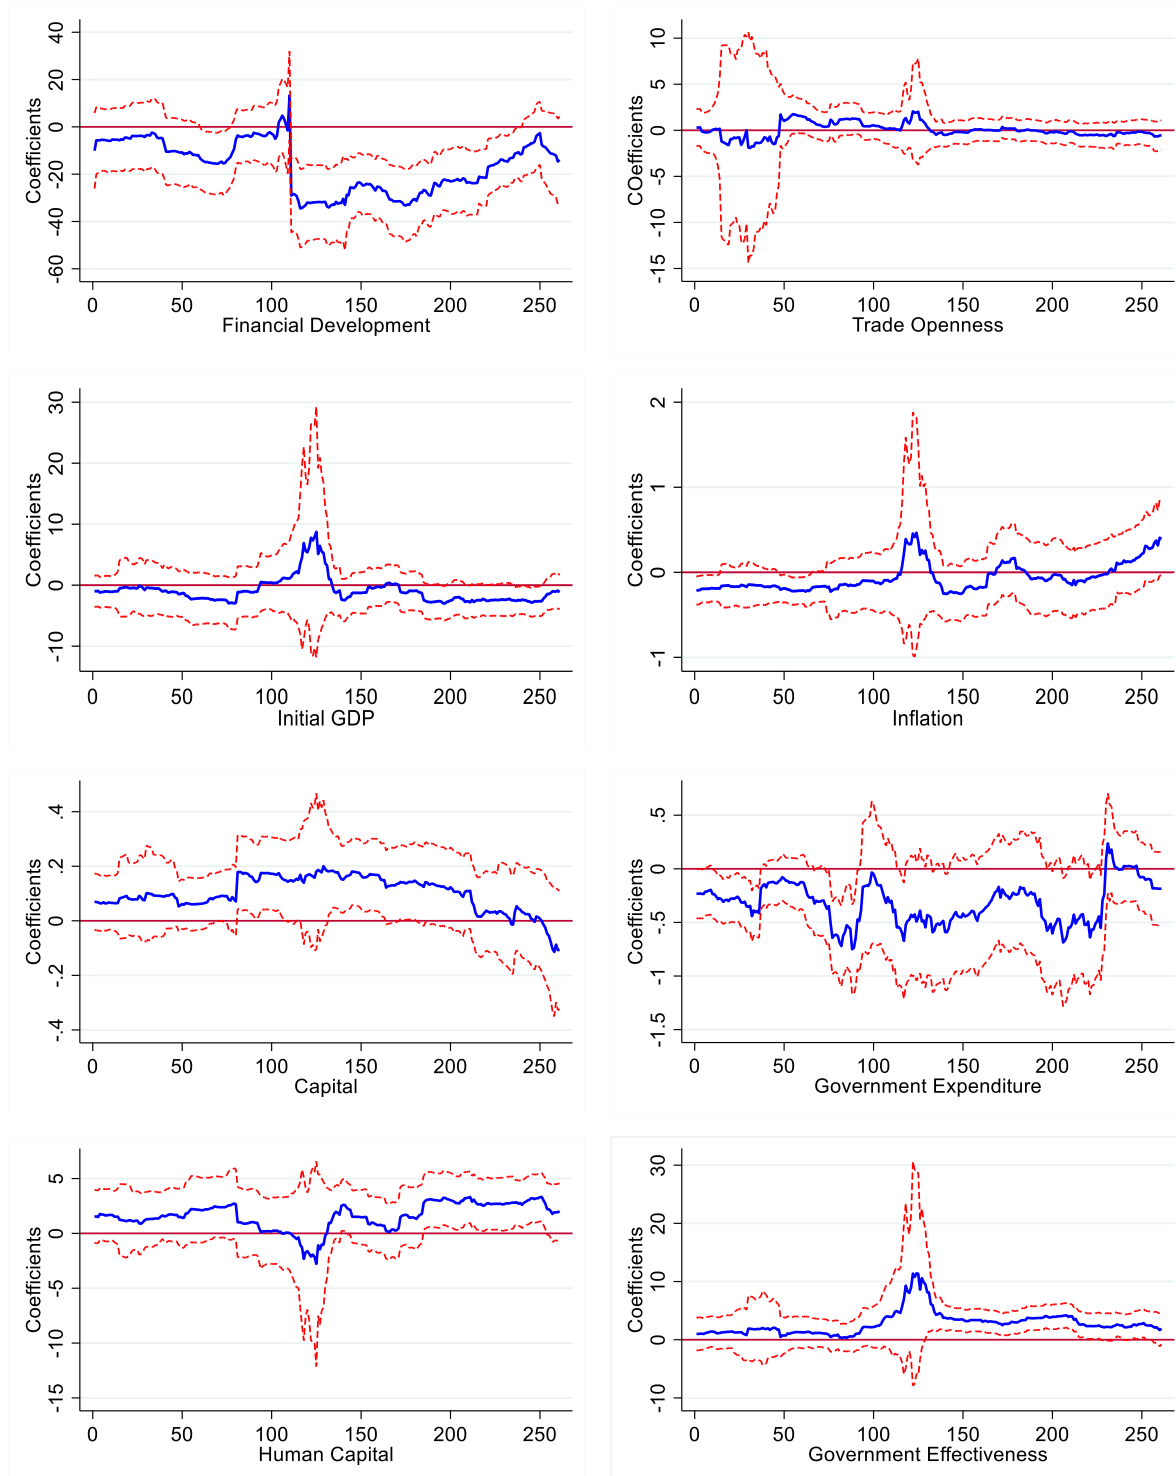 Coefficients
40
20
0
-20
-40
-60
0 50 100 150 200 250
Financial Development
COefficients
10
5
0
-5
-10
-15
0 50 100 150 200 250
Trade Openness
Coefficients
30
20
10
0
-10
0 50 100 150 200 250
Initial GDP
Coefficients
2
1
0
-1
0 50 100 150 200 250
Inflation
Coefficients
.4
.2
0
-.2
-.4
0 50 100 150 200 250
Capital
Coefficients
.5
0
-.5
-1
-1.5
0 50 100 150 200 250
Government Expenditure
Coefficients
5
0
-5
-10
-15
0 50 100 150 200 250
Human Capital
Coefficients
30
20
10
0
-10
0 50 100 150 200 250
Government Effectiveness